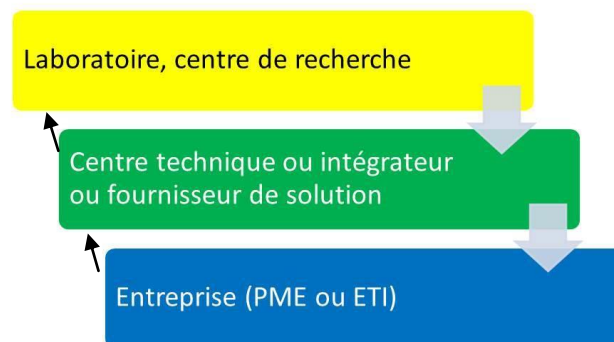 Laboratoire, centre de recherche
Centre technique ou intégrateur
ou fournisseur de solution
Entreprise (PME ou ETI)